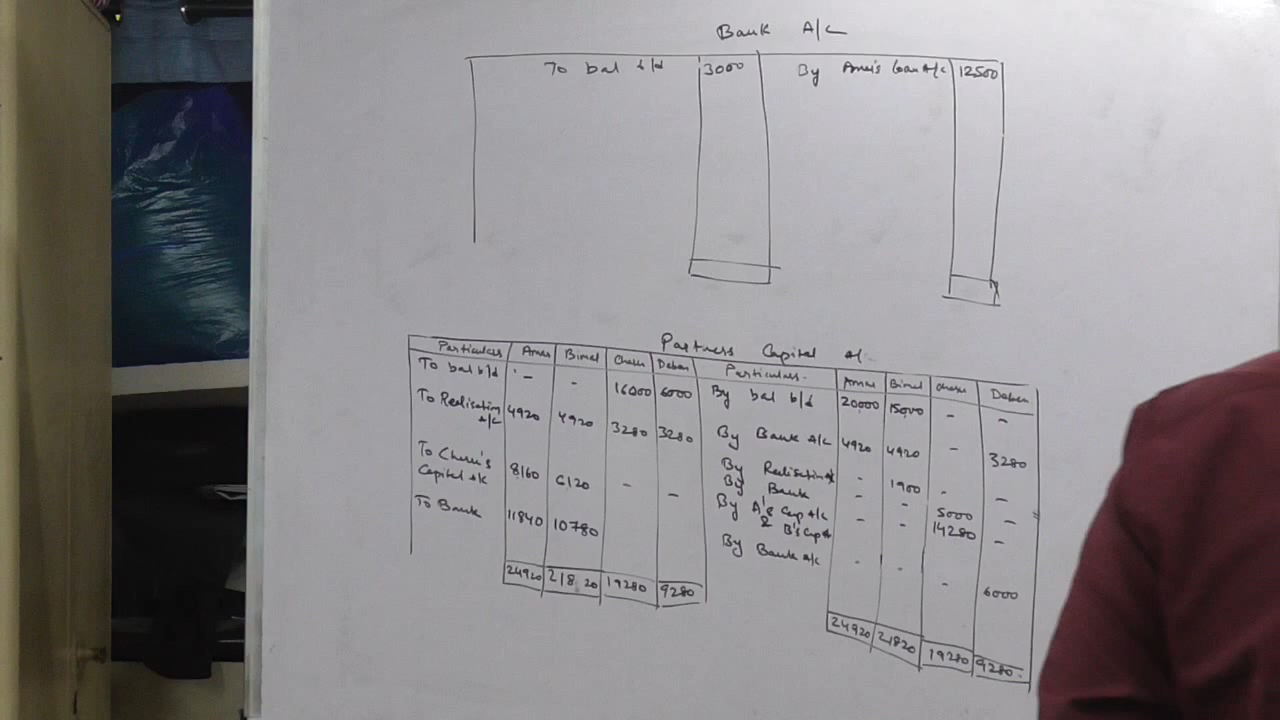 Bank A/c
To bal b/d 3000 By Amar's loan A/c 12500
Partners Capital A/c
Particulars Amar Bimal Charu Deben Particulars Amar Bimal Charu Deben
To bal b/d - - 16000 6000 By bal b/d 20000 15000 - -
To Realisation A/c 4920 4920 3280 3280 By Bank A/c 4920 4920 - 3280
By Realisation - 1900 - -
To Charu's Capital A/c 8160 6120 - - By Bank - - 5000 -
To Bank 11840 10780 By A's Cap A/c & B's Cap - - 14280 -
By Bank A/c - - - 6000
24920 21820 19280 9280 24920 21820 19280 9280